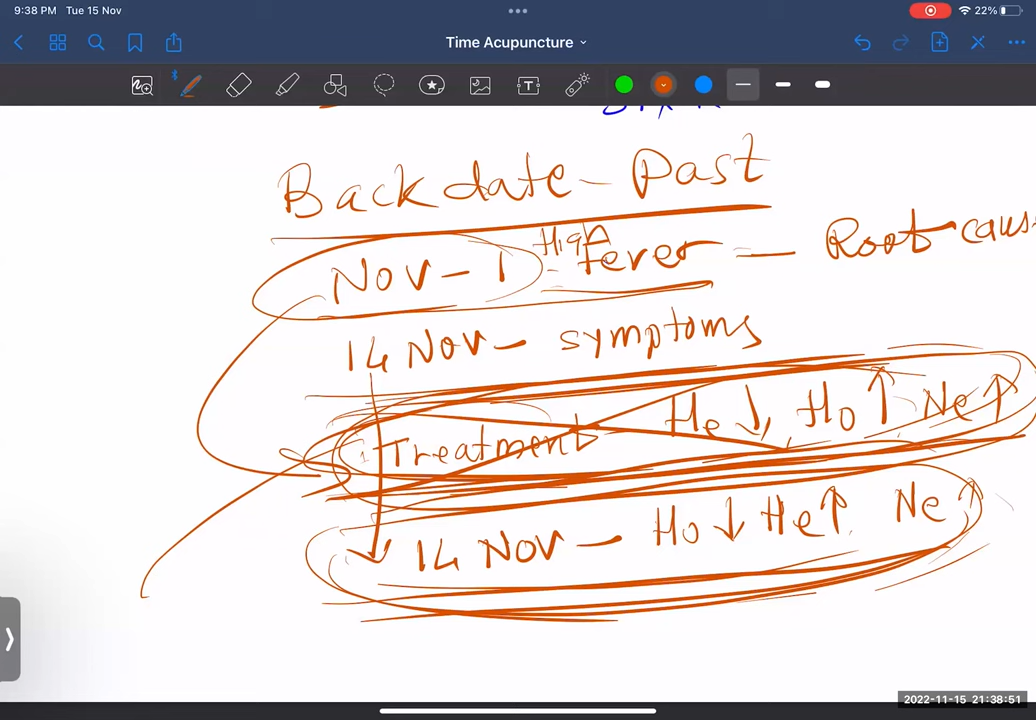 9:38 PM Tue 15 Nov
22%
Time Acupuncture
T
Backdate - Past
Nov - 1 High fever = Root caus
14 Nov - symptoms
Treatment - He ↓, Ho ↑ Ne ↑
↓ 14 Nov - Ho ↓ He ↑ Ne ↑
2022-11-15 21:38:51